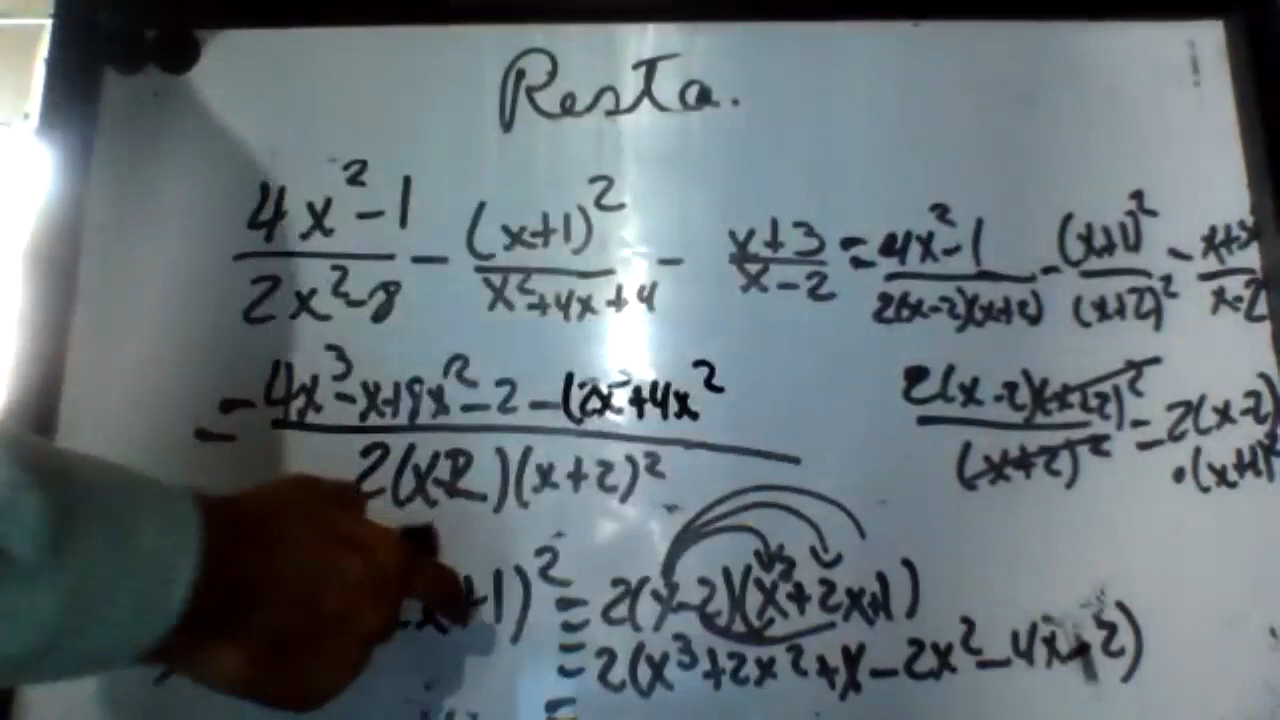 Resta.
4x²-1/2x²-8 - (x+1)²/x²+4x+4 - x+3/x-2 = 4x²-1/2(x-2)(x+2) - (x+1)²/(x+2)² - x+3/x-2
= 4x³-x+8x²-2-(2x³+4x²/2(x-2)(x+2)²
2(x-2)(x+2)²/(x+2)² = 2(x-2)
·(x+1)²
x+1)² = 2(x-2)(x²+2x+1)
= 2(x³+2x²+x-2x²-4x-2)
=